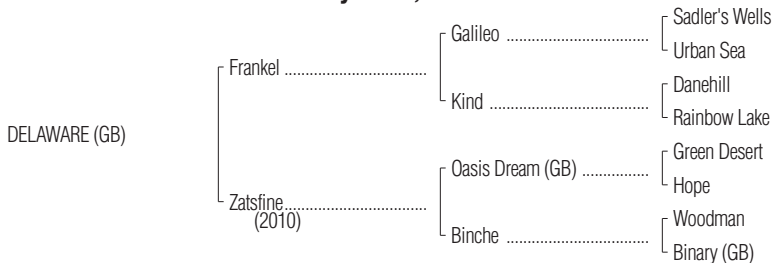 Sadler's Wells
Galileo
Urban Sea
Frankel
Danehill
Kind
Rainbow Lake
DELAWARE (GB)
Green Desert
Oasis Dream (GB)
Hope
Zatsfine
(2010)
Woodman
Binche
Binary (GB)